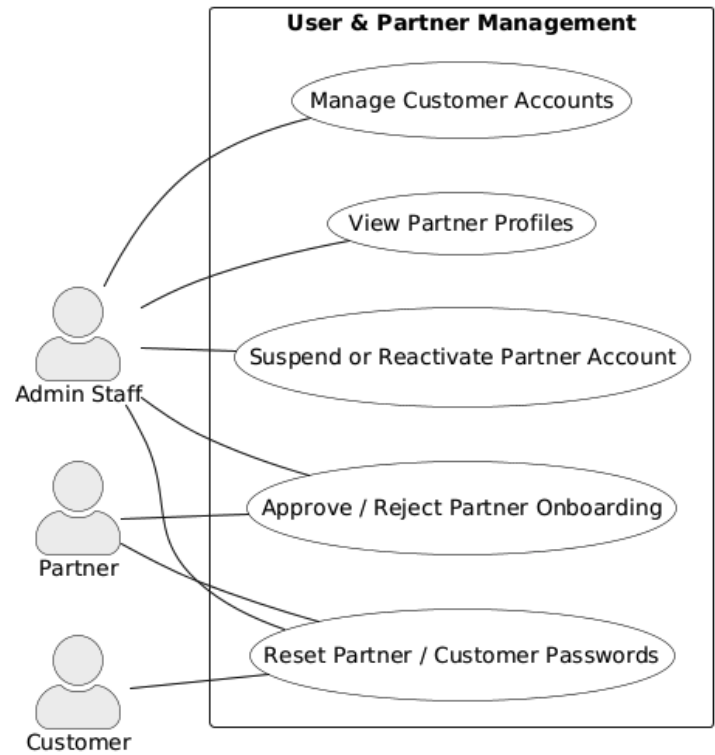 User & Partner Management
Manage Customer Accounts
View Partner Profiles
Suspend or Reactivate Partner Account
Admin Staff
Approve / Reject Partner Onboarding
Partner
Reset Partner / Customer Passwords
Customer